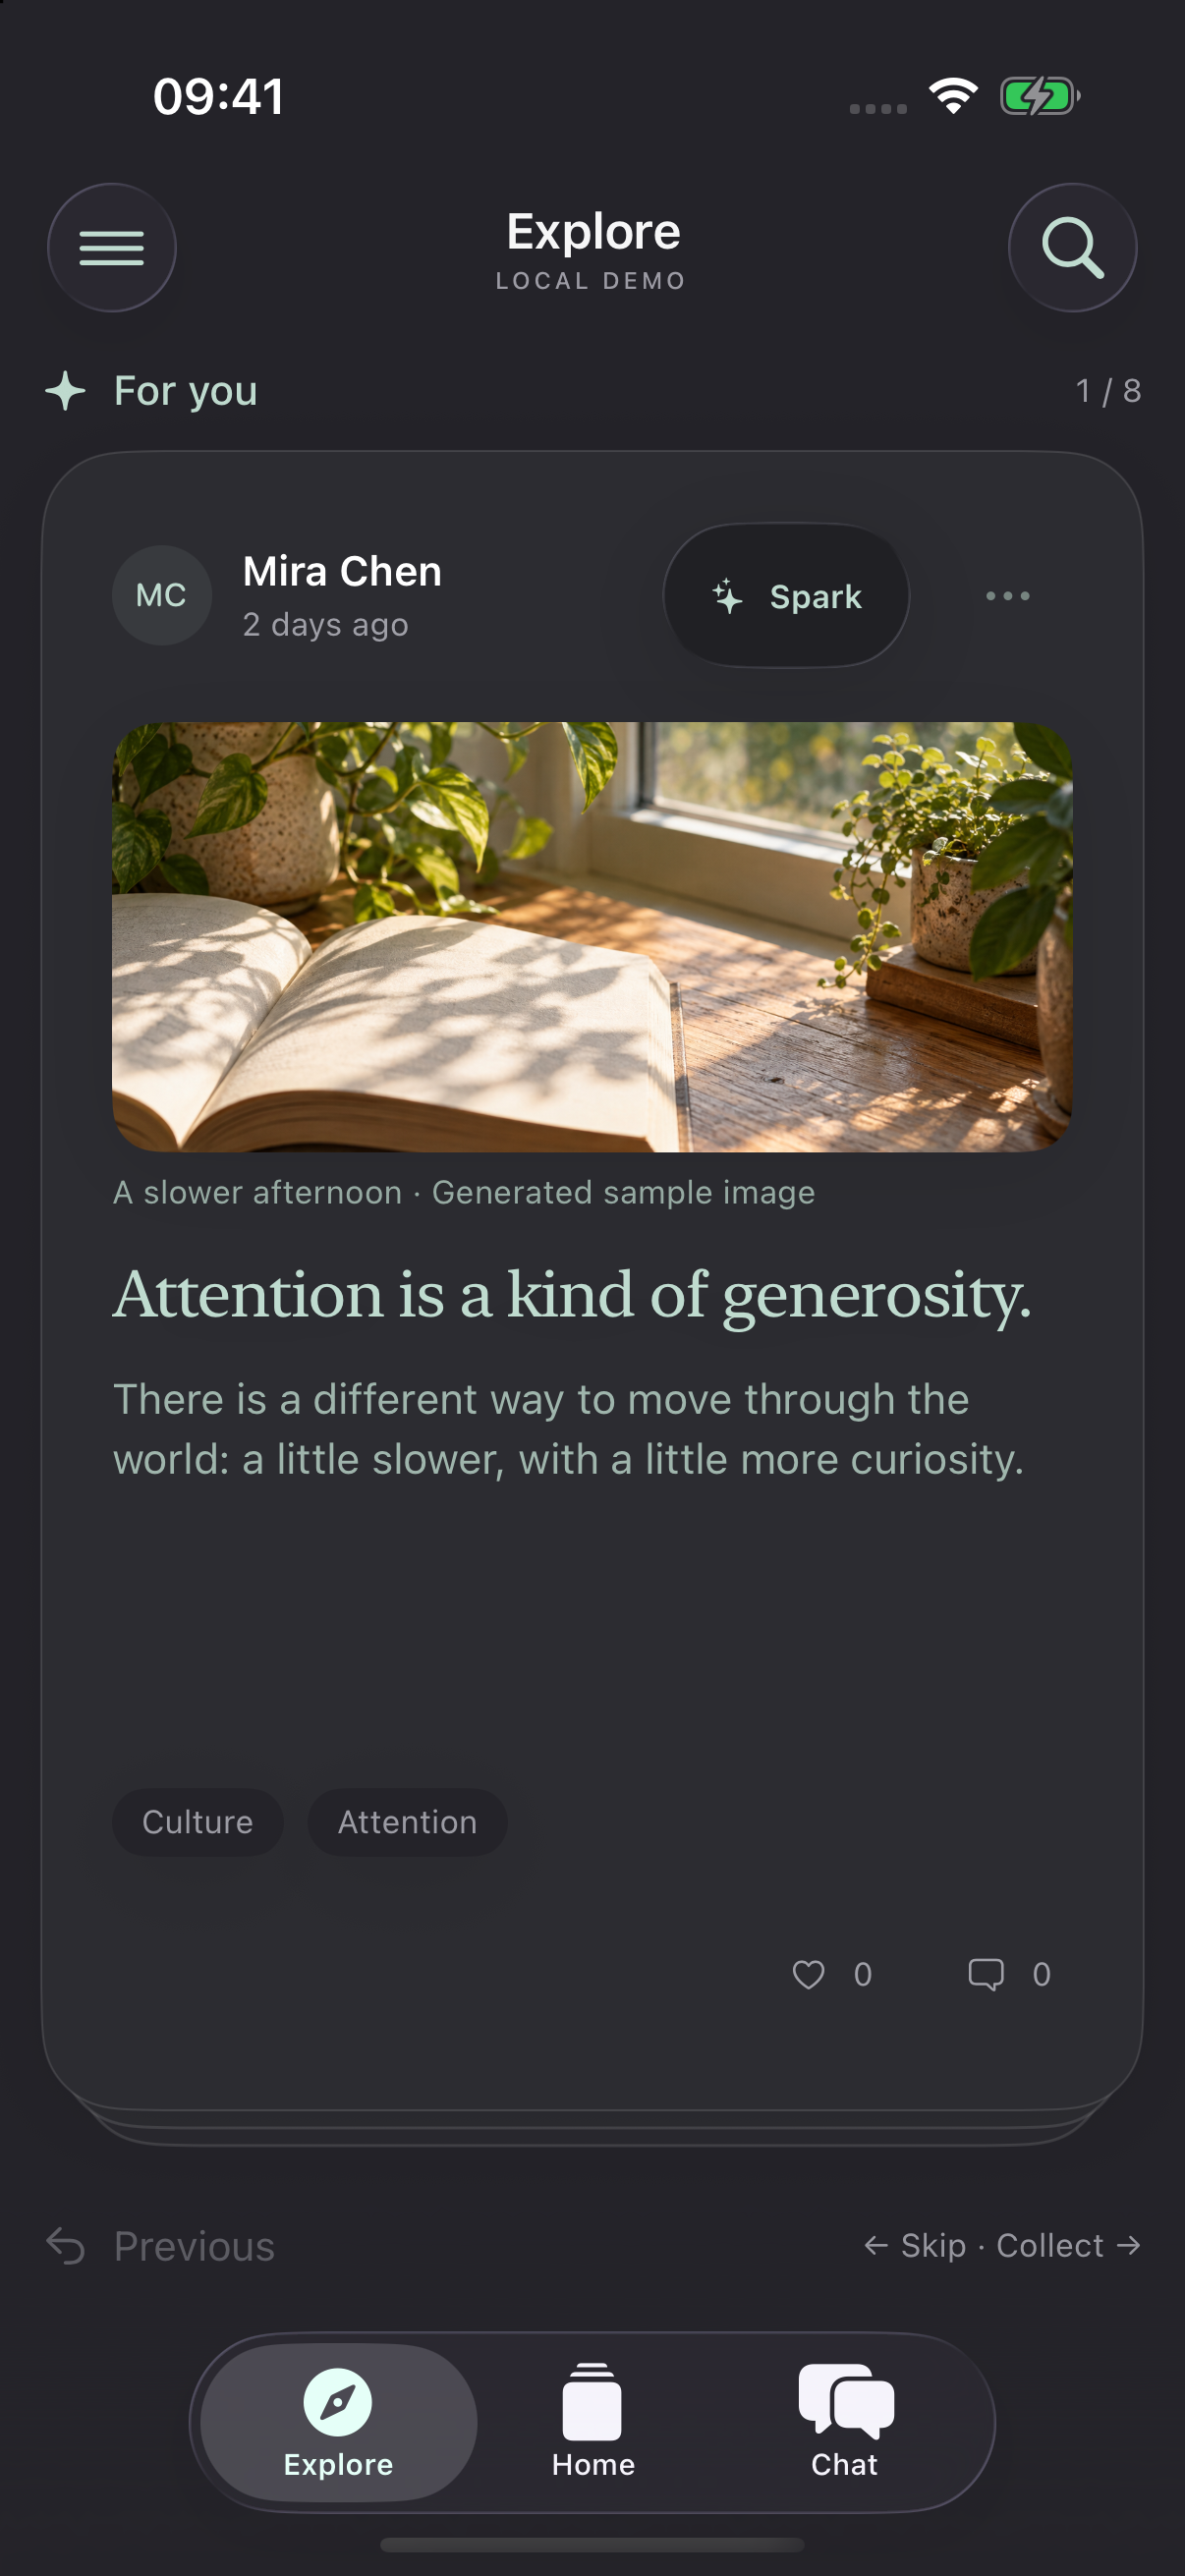 09:41
Explore
LOCAL DEMO
For you
1 / 8
MC
Mira Chen
2 days ago
Spark
A slower afternoon · Generated sample image
Attention is a kind of generosity.
There is a different way to move through the
world: a little slower, with a little more curiosity.
Culture
Attention
0
0
Previous
← Skip · Collect →
Explore
Home
Chat